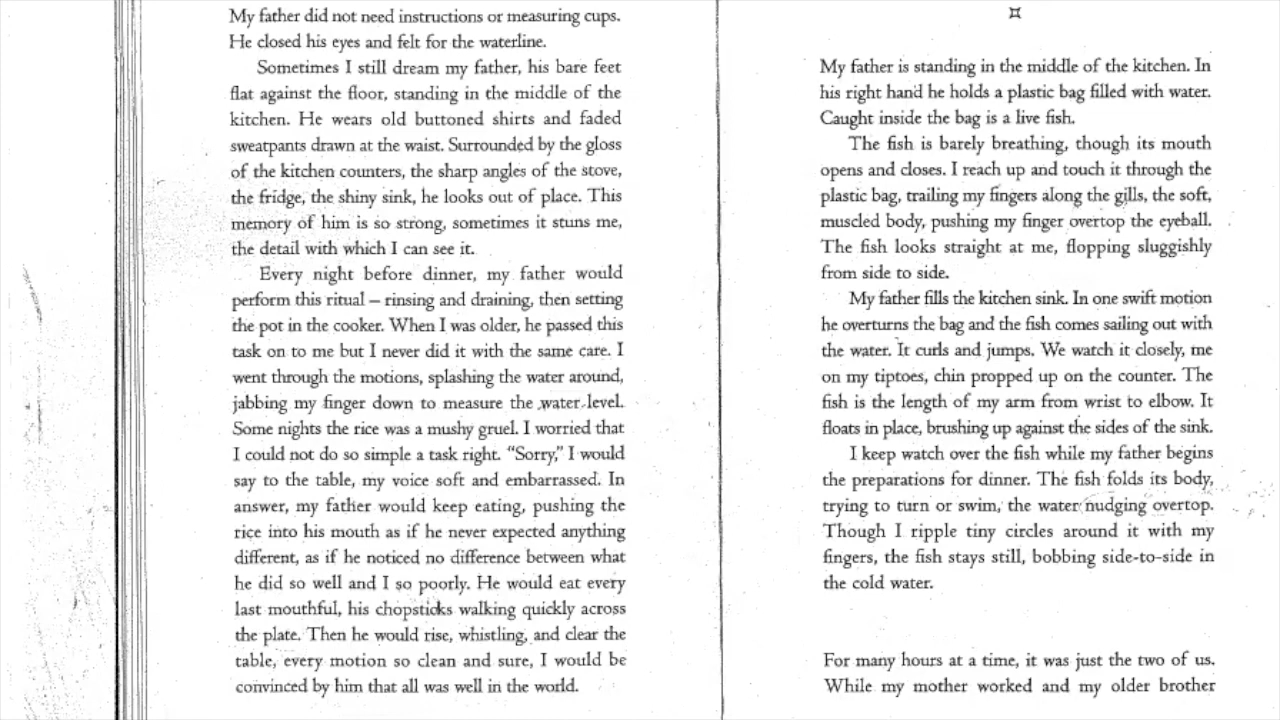 My father did not need instructions or measuring cups.
He closed his eyes and felt for the waterline.
Sometimes I still dream my father, his bare feet
flat against the floor, standing in the middle of the
kitchen. He wears old buttoned shirts and faded
sweatpants drawn at the waist. Surrounded by the gloss
of the kitchen counters, the sharp angles of the stove,
the fridge, the shiny sink, he looks out of place. This
memory of him is so strong, sometimes it stuns me,
the detail with which I can see it.
Every night before dinner, my father would
perform this ritual – rinsing and draining, then setting
the pot in the cooker. When I was older, he passed this
task on to me but I never did it with the same care. I
went through the motions, splashing the water around,
jabbing my finger down to measure the water level.
Some nights the rice was a mushy gruel. I worried that
I could not do so simple a task right. “Sorry,” I would
say to the table, my voice soft and embarrassed. In
answer, my father would keep eating, pushing the
rice into his mouth as if he never expected anything
different, as if he noticed no difference between what
he did so well and I so poorly. He would eat every
last mouthful, his chopsticks walking quickly across
the plate. Then he would rise, whistling, and clear the
table, every motion so clean and sure, I would be
convinced by him that all was well in the world.
My father is standing in the middle of the kitchen. In
his right hand he holds a plastic bag filled with water.
Caught inside the bag is a live fish.
The fish is barely breathing, though its mouth
opens and closes. I reach up and touch it through the
plastic bag, trailing my fingers along the gills, the soft,
muscled body, pushing my finger overtop the eyeball.
The fish looks straight at me, flopping sluggishly
from side to side.
My father fills the kitchen sink. In one swift motion
he overturns the bag and the fish comes sailing out with
the water. It curls and jumps. We watch it closely, me
on my tiptoes, chin propped up on the counter. The
fish is the length of my arm from wrist to elbow. It
floats in place, brushing up against the sides of the sink.
I keep watch over the fish while my father begins
the preparations for dinner. The fish folds its body,
trying to turn or swim, the water nudging overtop.
Though I ripple tiny circles around it with my
fingers, the fish stays still, bobbing side-to-side in
the cold water.
For many hours at a time, it was just the two of us.
While my mother worked and my older brother